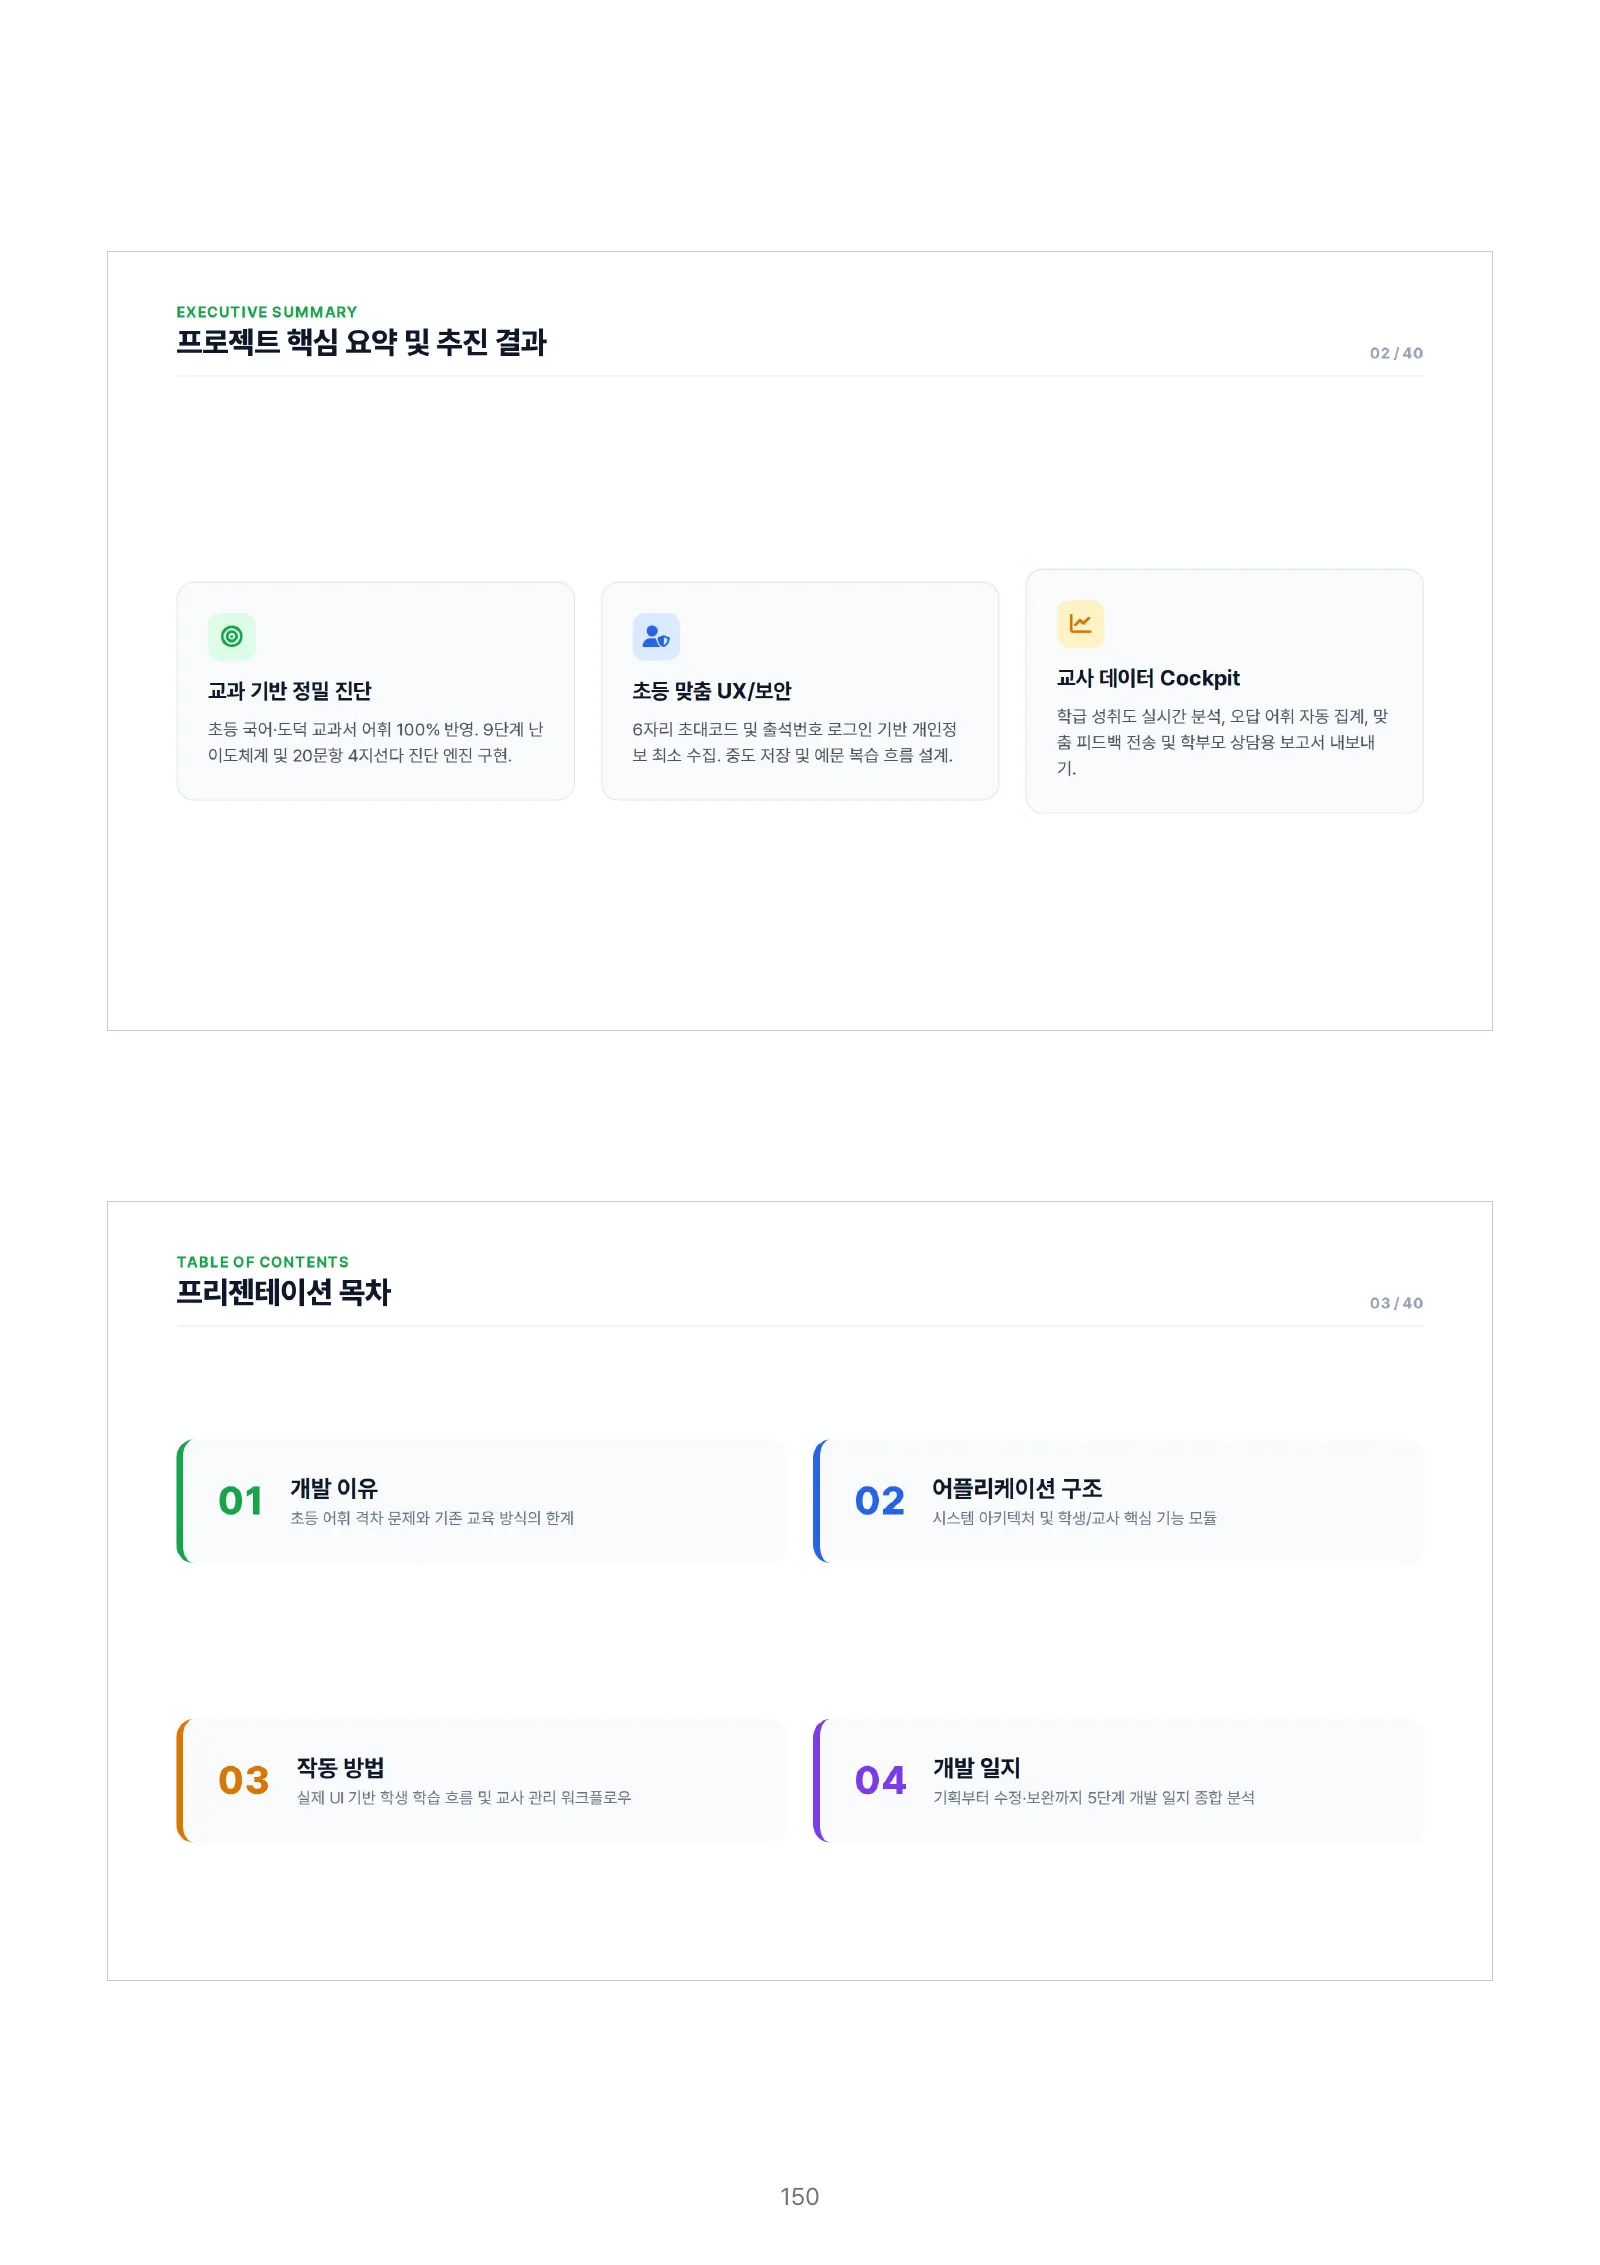 EXECUTIVE SUMMARY
프로젝트 핵심 요약 및 추진 결과
02 / 40
교과 기반 정밀 진단
초등 국어·도덕 교과서 어휘 100% 반영. 9단계 난
이도체계 및 20문항 4지선다 진단 엔진 구현.
초등 맞춤 UX/보안
6자리 초대코드 및 출석번호 로그인 기반 개인정
보 최소 수집. 중도 저장 및 예문 복습 흐름 설계.
교사 데이터 Cockpit
학급 성취도 실시간 분석, 오답 어휘 자동 집계, 맞
춤 피드백 전송 및 학부모 상담용 보고서 내보내
기.
TABLE OF CONTENTS
프리젠테이션 목차
03 / 40
01
개발 이유
초등 어휘 격차 문제와 기존 교육 방식의 한계
02
어플리케이션 구조
시스템 아키텍처 및 학생/교사 핵심 기능 모듈
03
작동 방법
실제 UI 기반 학생 학습 흐름 및 교사 관리 워크플로우
04
개발 일지
기획부터 수정·보완까지 5단계 개발 일지 종합 분석
150